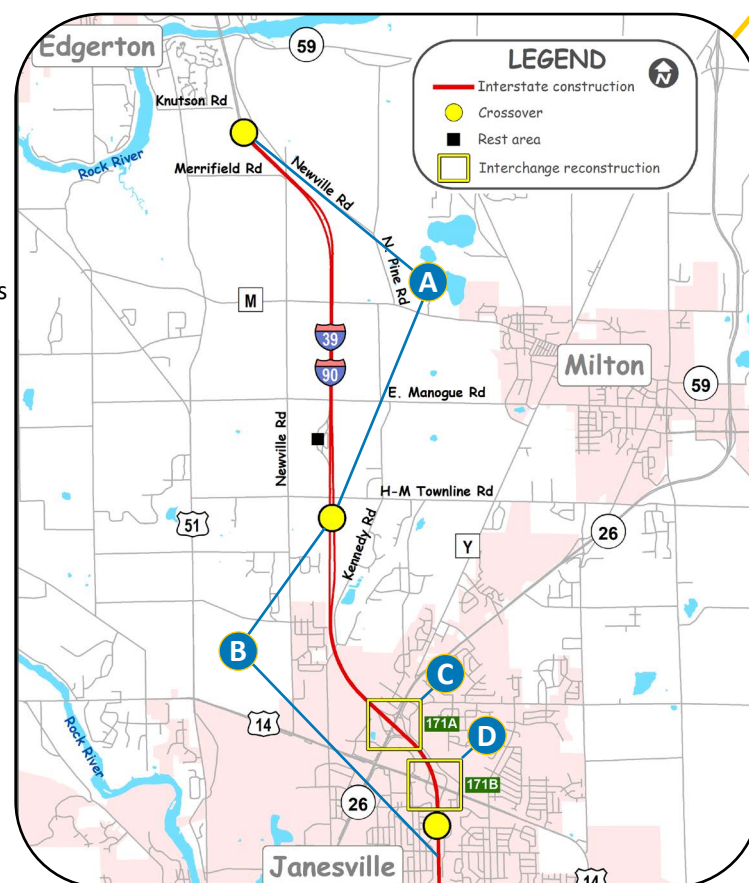 Edgerton
59
LEGEND
N
Interstate construction
Crossover
Rest area
Interchange reconstruction
Knutson Rd
Rock River
Merrifield Rd
Newville Rd
N. Pine Rd
A
s
M
39
90
Milton
59
E. Manogue Rd
Newville Rd
H-M Townline Rd
51
Kennedy Rd
Y
26
B
C
Rock River
14
171A
D
171B
26
Janesville
14